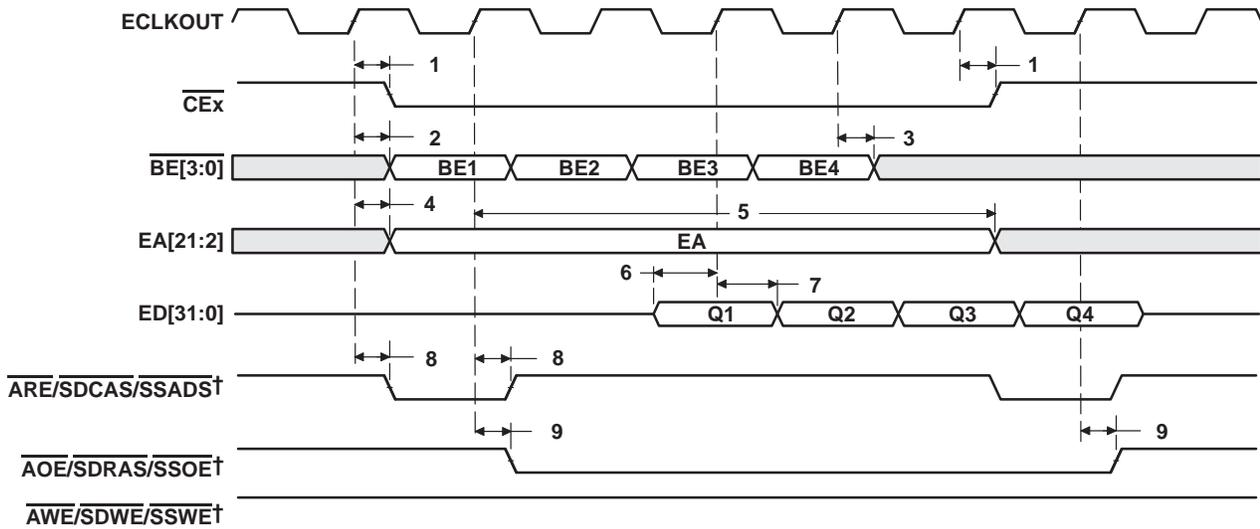 ECLKOUT
1 1
CEx
2 3
BE[3:0] BE1 BE2 BE3 BE4
4 5
EA[21:2] EA
6 7
ED[31:0] Q1 Q2 Q3 Q4
8 8
ARE/SDCAS/SSADS†
9 9
AOE/SDRAS/SSOE†
AWE/SDWE/SSWE†